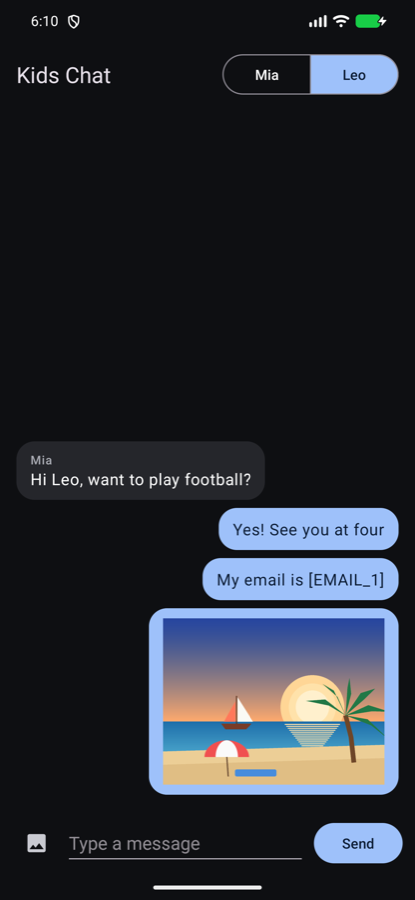 6:10
Kids Chat
Mia
Leo
Mia
Hi Leo, want to play football?
Yes! See you at four
My email is [EMAIL_1]
Type a message
Send